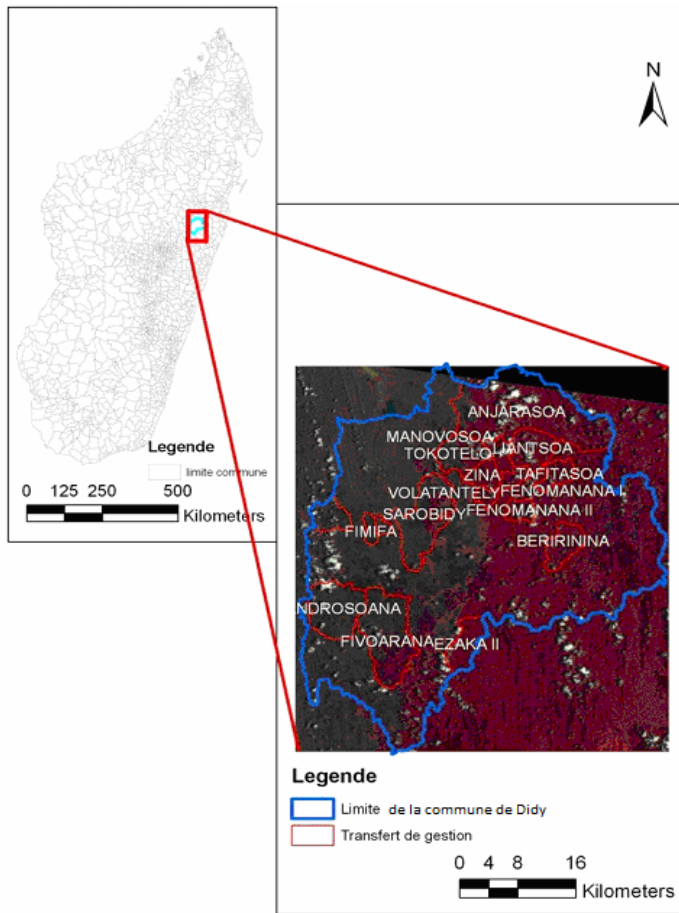 N
Legende
limite commune
0 125 250 500
Kilometers
ANJARASOA
MANOVOSOA
TOKOTELO LIANTSOA
ZINA TAFITASOA
VOLATANTELY FENOMANANA I
SAROBIDY FENOMANANA II
FIMIFA
BERIRININA
NDROSOANA
FIVOARANA EZAKA II
Legende
Limite de la commune de Didy
Transfert de gestion
0 4 8 16
Kilometers